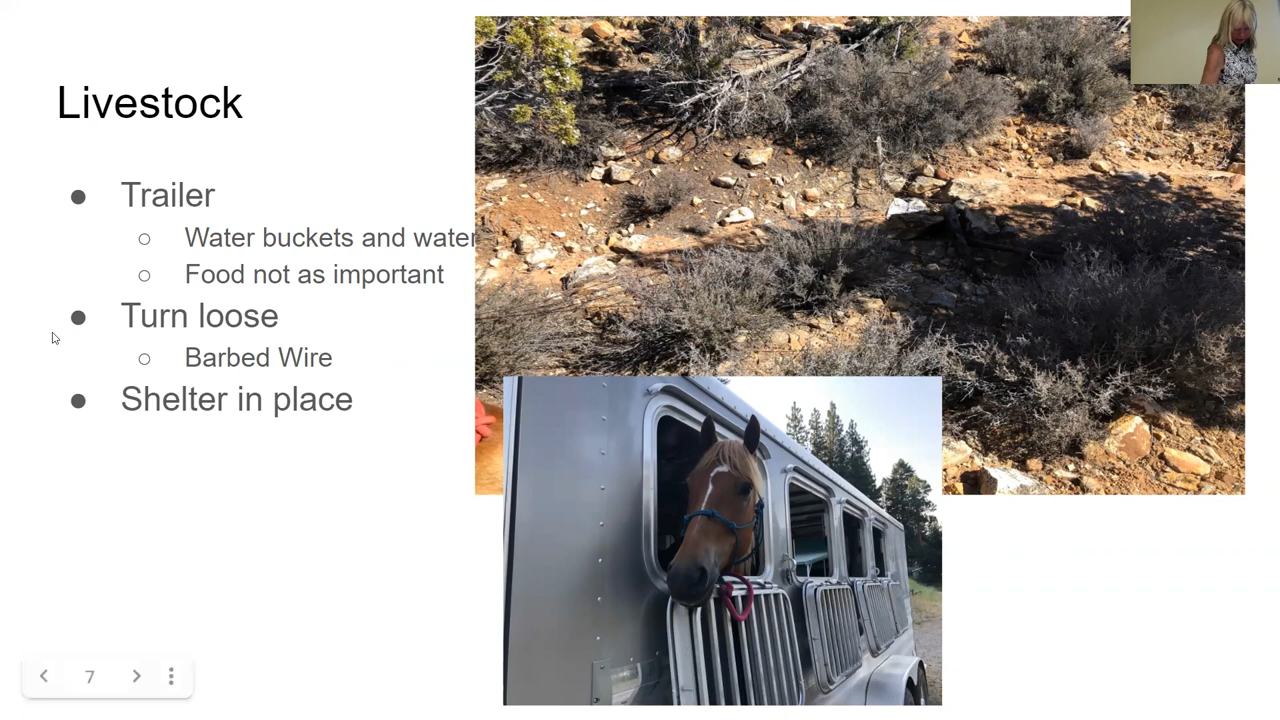 Livestock
● Trailer
○ Water buckets and water
○ Food not as important
● Turn loose
○ Barbed Wire
● Shelter in place
7